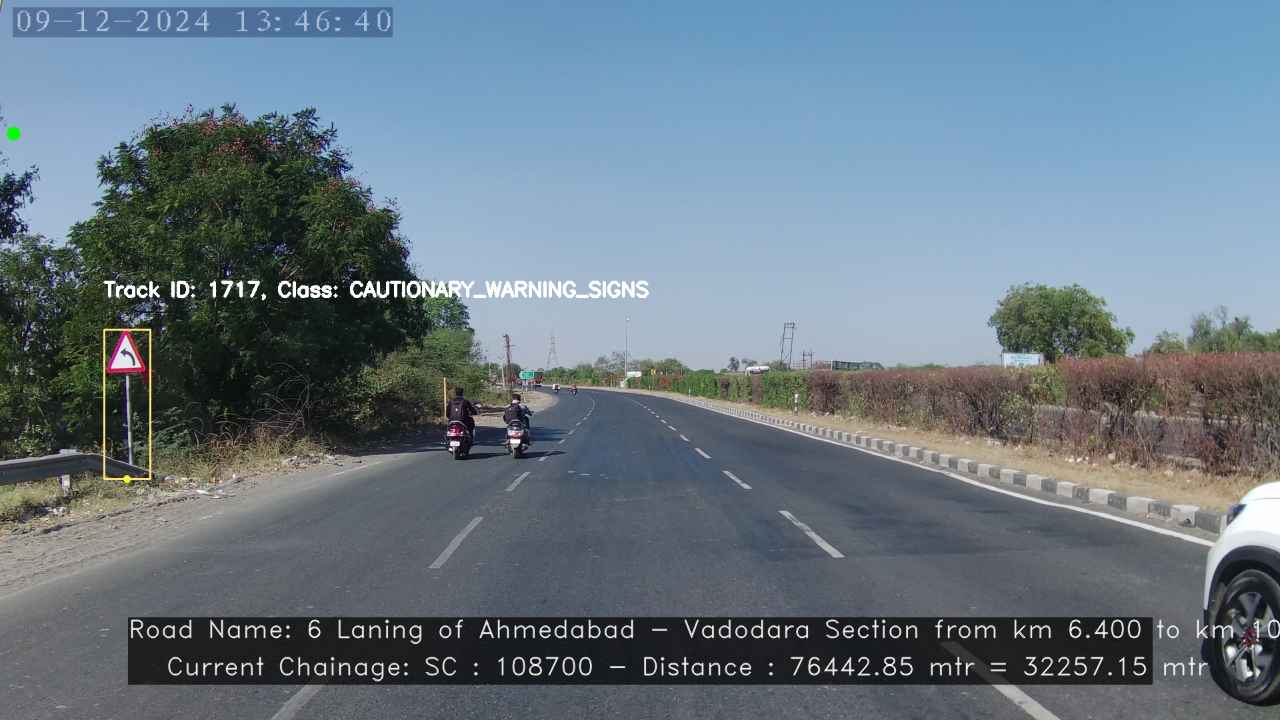 09-12-2024 13:46:40
Track ID: 1717, Class: CAUTIONARY_WARNING_SIGNS
Road Name: 6 Laning of Ahmedabad - Vadodara Section from km 6.400 to km 10
Current Chainage: SC : 108700 - Distance : 76442.85 mtr = 32257.15 mtr